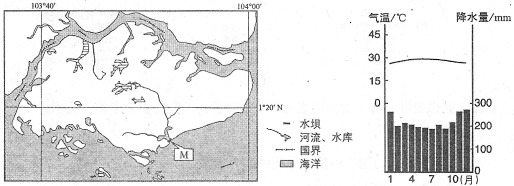 103°40′
104°00′
1°20′N
M
水坝
河流、水库
国界
海洋
气温/℃
降水量/mm
45
30
15
0
300
200
100
0
1 4 7 10 (月)